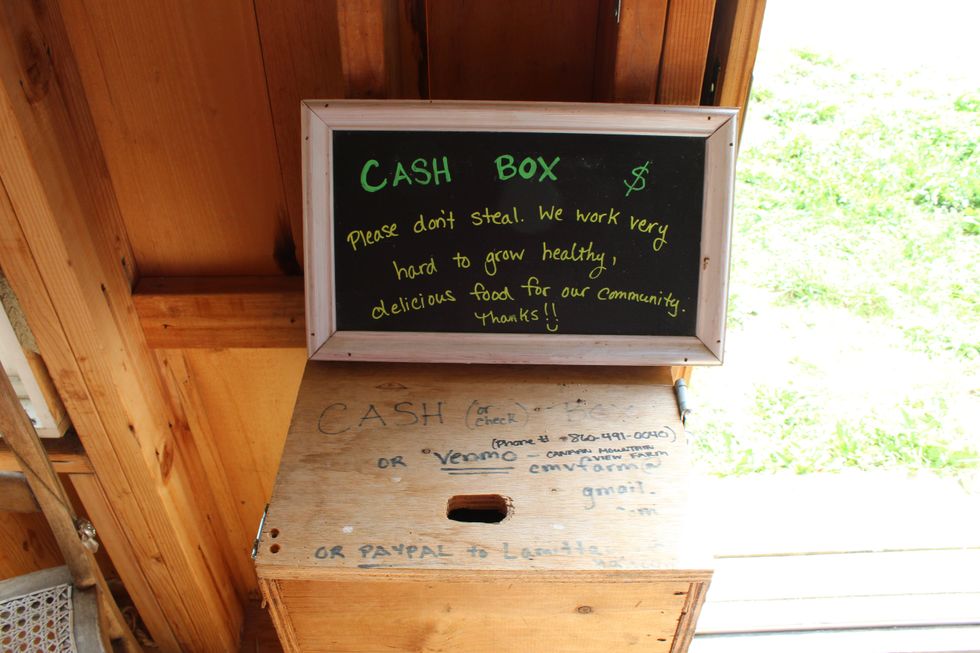 CASH BOX $
Please don't steal. We work very
hard to grow healthy,
delicious food for our community.
Thanks!!
CASH (or check) Box
(Phone # 860-491-0040)
OR Venmo - CANAAN MOUNTAIN
VIEW FARM
cmvfarm@
gmail.
OR PAYPAL to